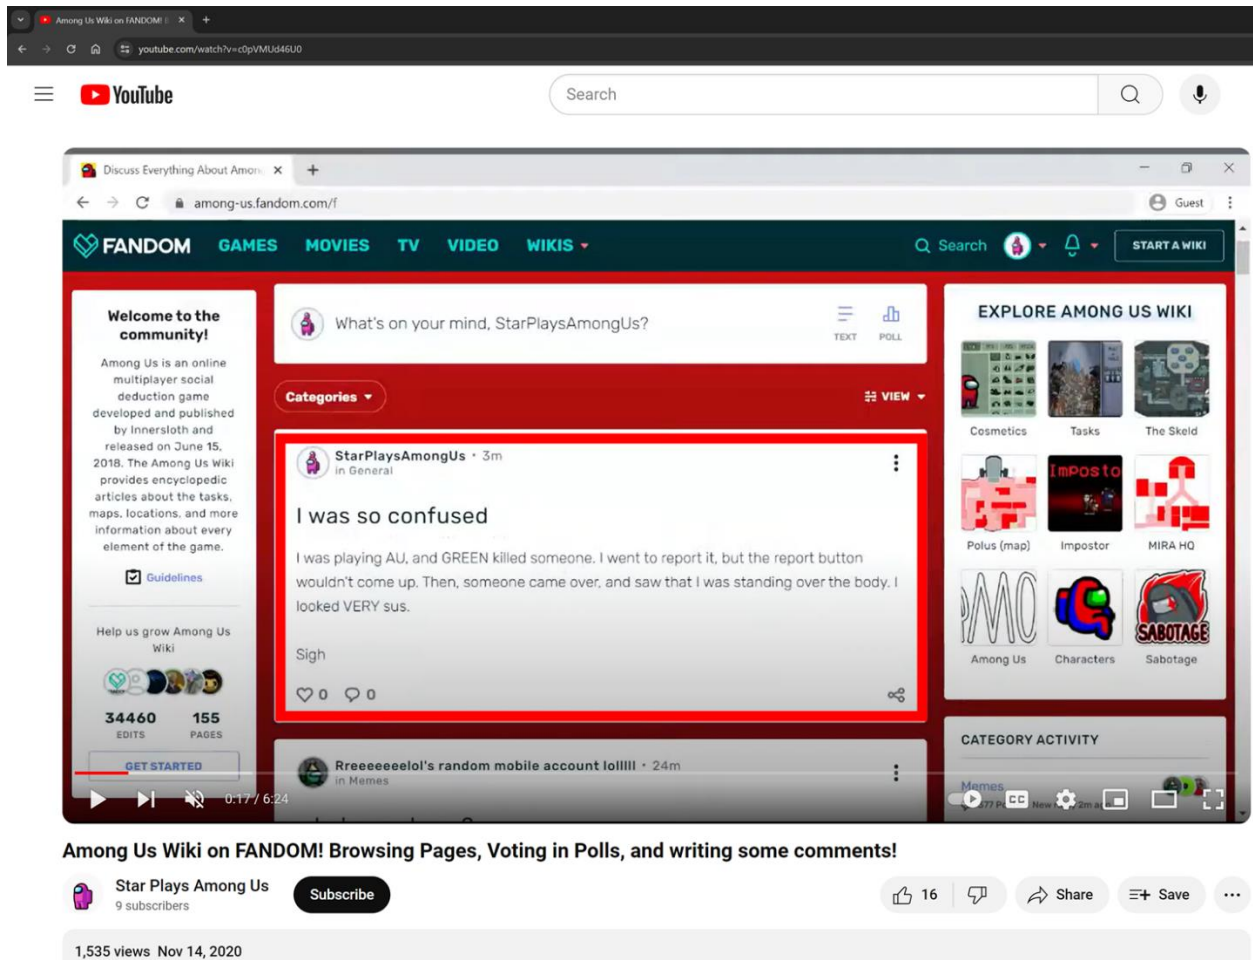 Among Us Wiki on FANDOM! B
youtube.com/watch?v=c0pVMUd46U0
YouTube
Search
Discuss Everything About Amon
among-us.fandom.com/f
Guest
FANDOM GAMES MOVIES TV VIDEO WIKIS Search START A WIKI
Welcome to the
community!
Among Us is an online
multiplayer social
deduction game
developed and published
by Innersloth and
released on June 15,
2018. The Among Us Wiki
provides encyclopedic
articles about the tasks,
maps, locations, and more
information about every
element of the game.
Guidelines
Help us grow Among Us
Wiki
34460 155
EDITS PAGES
GET STARTED
What's on your mind, StarPlaysAmongUs?
TEXT POLL
Categories
VIEW
StarPlaysAmongUs • 3m
in General
I was so confused
I was playing AU, and GREEN killed someone. I went to report it, but the report button
wouldn't come up. Then, someone came over, and saw that I was standing over the body. I
looked VERY sus.
Sigh
0 0
Rreeeeeeelol's random mobile account lolllll • 24m
in Memes
EXPLORE AMONG US WIKI
Impostor
Cosmetics Tasks The Skeld
Polus (map) Impostor MIRA HQ
SABOTAGE
Among Us Characters Sabotage
CATEGORY ACTIVITY
Memes
0:17 / 6:24
CC
Among Us Wiki on FANDOM! Browsing Pages, Voting in Polls, and writing some comments!
Star Plays Among Us
9 subscribers
Subscribe
16
Share
Save
1,535 views Nov 14, 2020